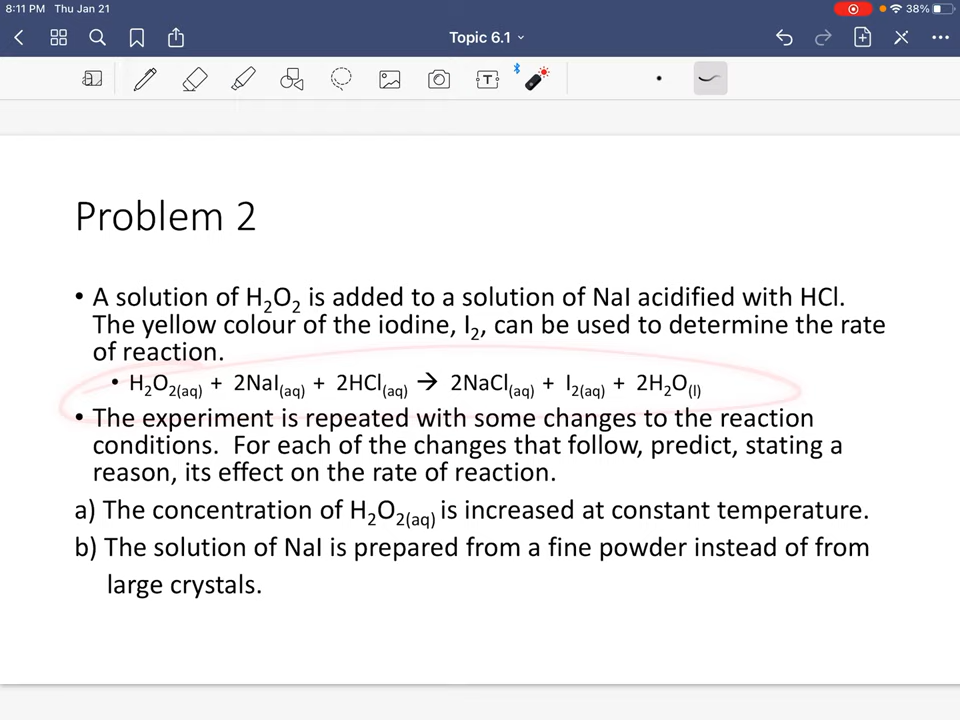 8:11 PM Thu Jan 21
38%
Topic 6.1
Problem 2
• A solution of H₂O₂ is added to a solution of NaI acidified with HCl.
The yellow colour of the iodine, I₂, can be used to determine the rate
of reaction.
• H₂O₂(aq) + 2NaI(aq) + 2HCl(aq) → 2NaCl(aq) + I₂(aq) + 2H₂O(l)
• The experiment is repeated with some changes to the reaction
conditions. For each of the changes that follow, predict, stating a
reason, its effect on the rate of reaction.
a) The concentration of H₂O₂(aq) is increased at constant temperature.
b) The solution of NaI is prepared from a fine powder instead of from
large crystals.